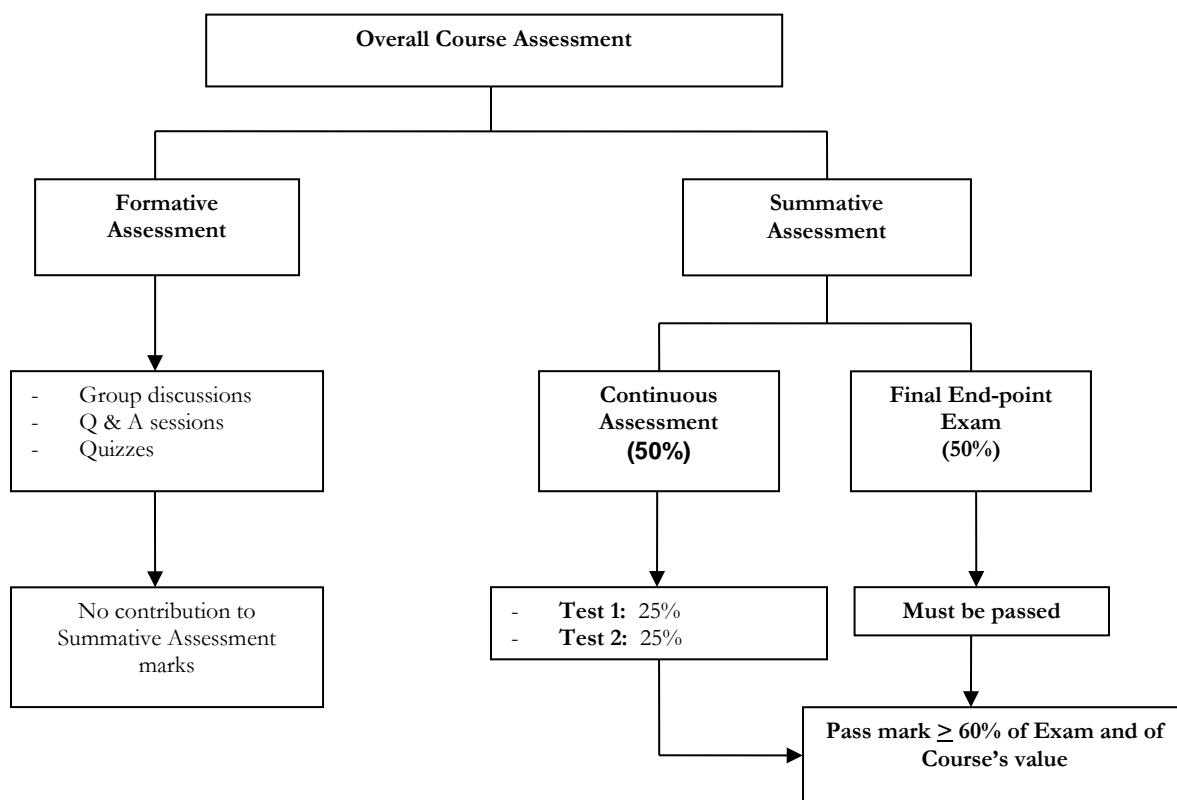 Overall Course Assessment
Formative
Assessment
Summative
Assessment
- Group discussions
- Q & A sessions
- Quizzes
Continuous
Assessment
(50%)
Final End-point
Exam
(50%)
No contribution to
Summative Assessment
marks
- Test 1: 25%
- Test 2: 25%
Must be passed
Pass mark ≥ 60% of Exam and of
Course’s value